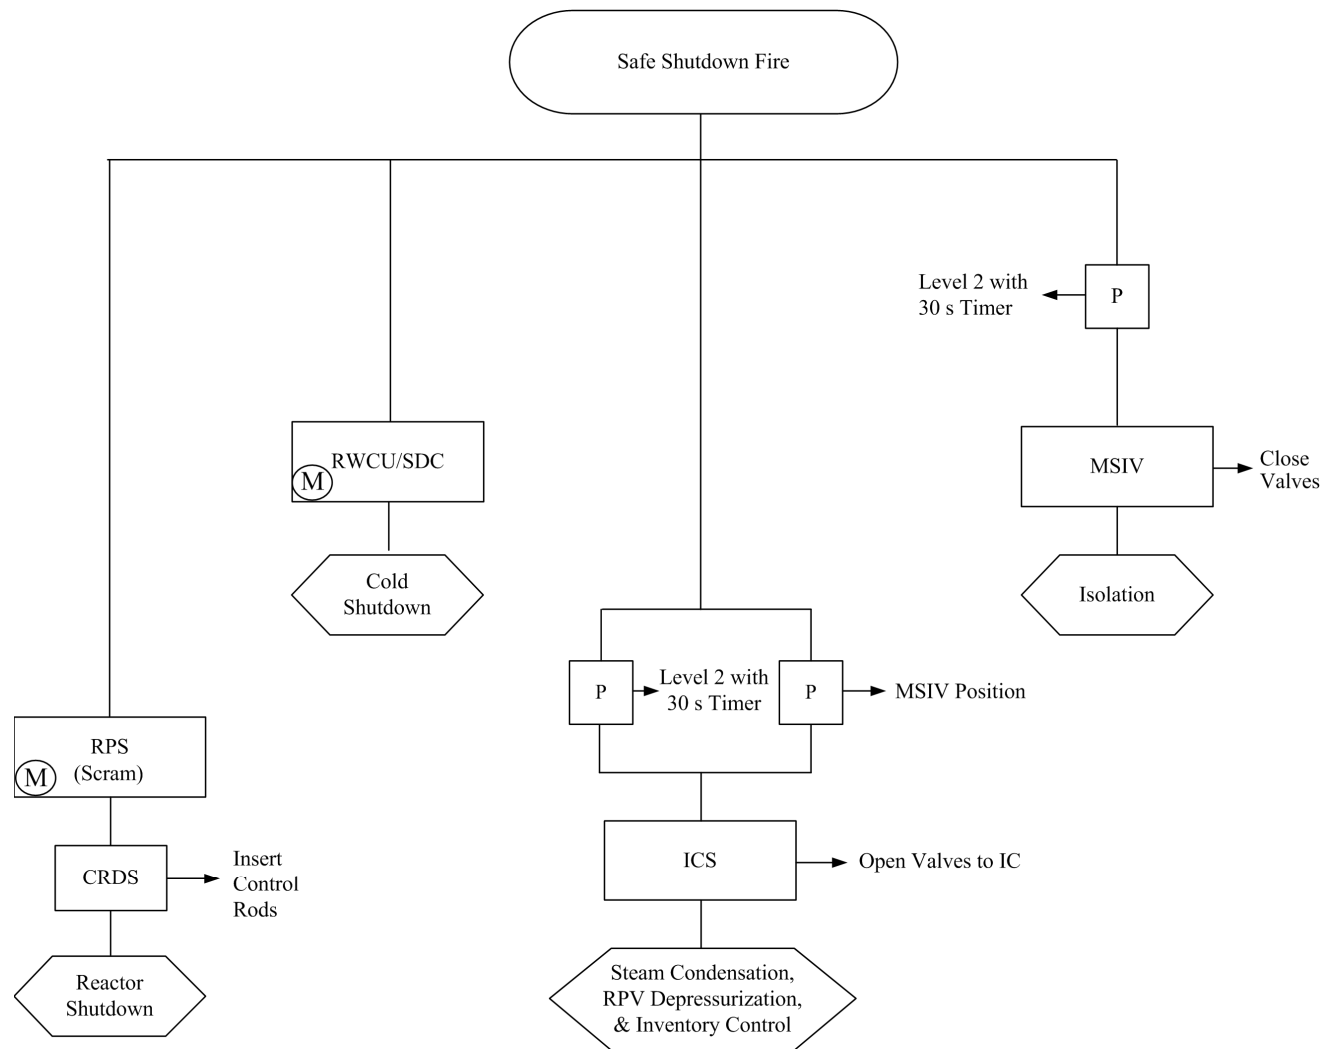 Safe Shutdown Fire
Level 2 with
30 s Timer
P
RWCU/SDC
M
MSIV
Close
Valves
Cold
Shutdown
Isolation
P
Level 2 with
30 s Timer
P
MSIV Position
RPS
(Scram)
M
CRDS
Insert
Control
Rods
ICS
Open Valves to IC
Reactor
Shutdown
Steam Condensation,
RPV Depressurization,
& Inventory Control